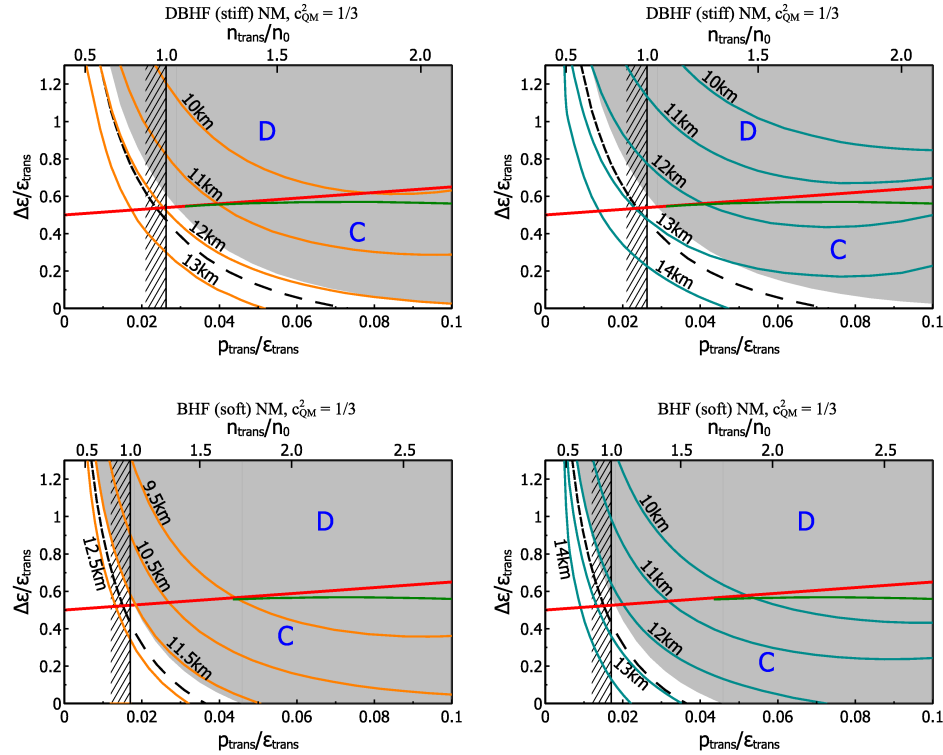 DBHF (stiff) NM, c²QM = 1/3
ntrans/n0
0.5 1.0 1.5 2.0
1.2
1
0.8
0.6
0.4
0.2
0
Δε/εtrans
10km
D
11km
C
12km
13km
0 0.02 0.04 0.06 0.08 0.1
ptrans/εtrans
DBHF (stiff) NM, c²QM = 1/3
ntrans/n0
0.5 1.0 1.5 2.0
1.2
1
0.8
0.6
0.4
0.2
0
Δε/εtrans
10km
11km
D
12km
13km
C
14km
0 0.02 0.04 0.06 0.08 0.1
ptrans/εtrans
BHF (soft) NM, c²QM = 1/3
ntrans/n0
0.5 1.0 1.5 2.0 2.5
1.2
1
0.8
0.6
0.4
0.2
0
Δε/εtrans
9.5km
D
12.5km
10.5km
C
11.5km
0 0.02 0.04 0.06 0.08 0.1
ptrans/εtrans
BHF (soft) NM, c²QM = 1/3
ntrans/n0
0.5 1.0 1.5 2.0 2.5
1.2
1
0.8
0.6
0.4
0.2
0
Δε/εtrans
10km
D
14km
11km
12km
C
13km
0 0.02 0.04 0.06 0.08 0.1
ptrans/εtrans